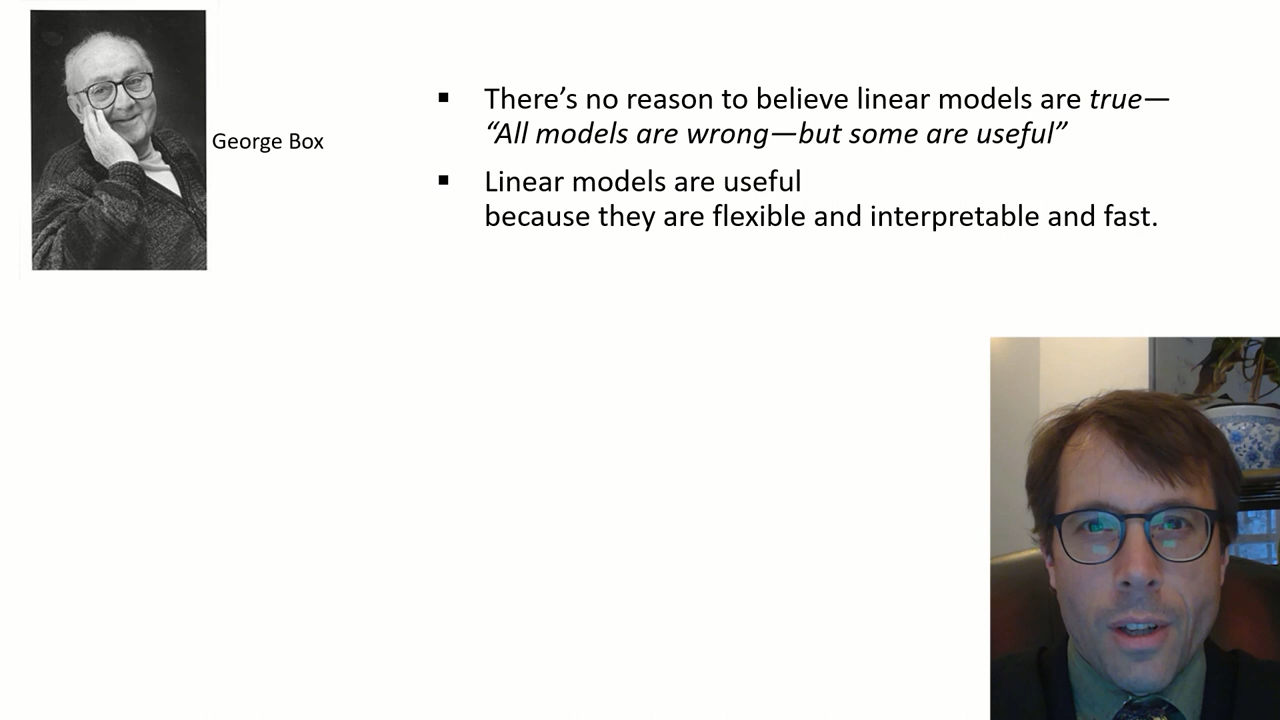 George Box
▪ There’s no reason to believe linear models are true—
“All models are wrong—but some are useful”
▪ Linear models are useful
because they are flexible and interpretable and fast.